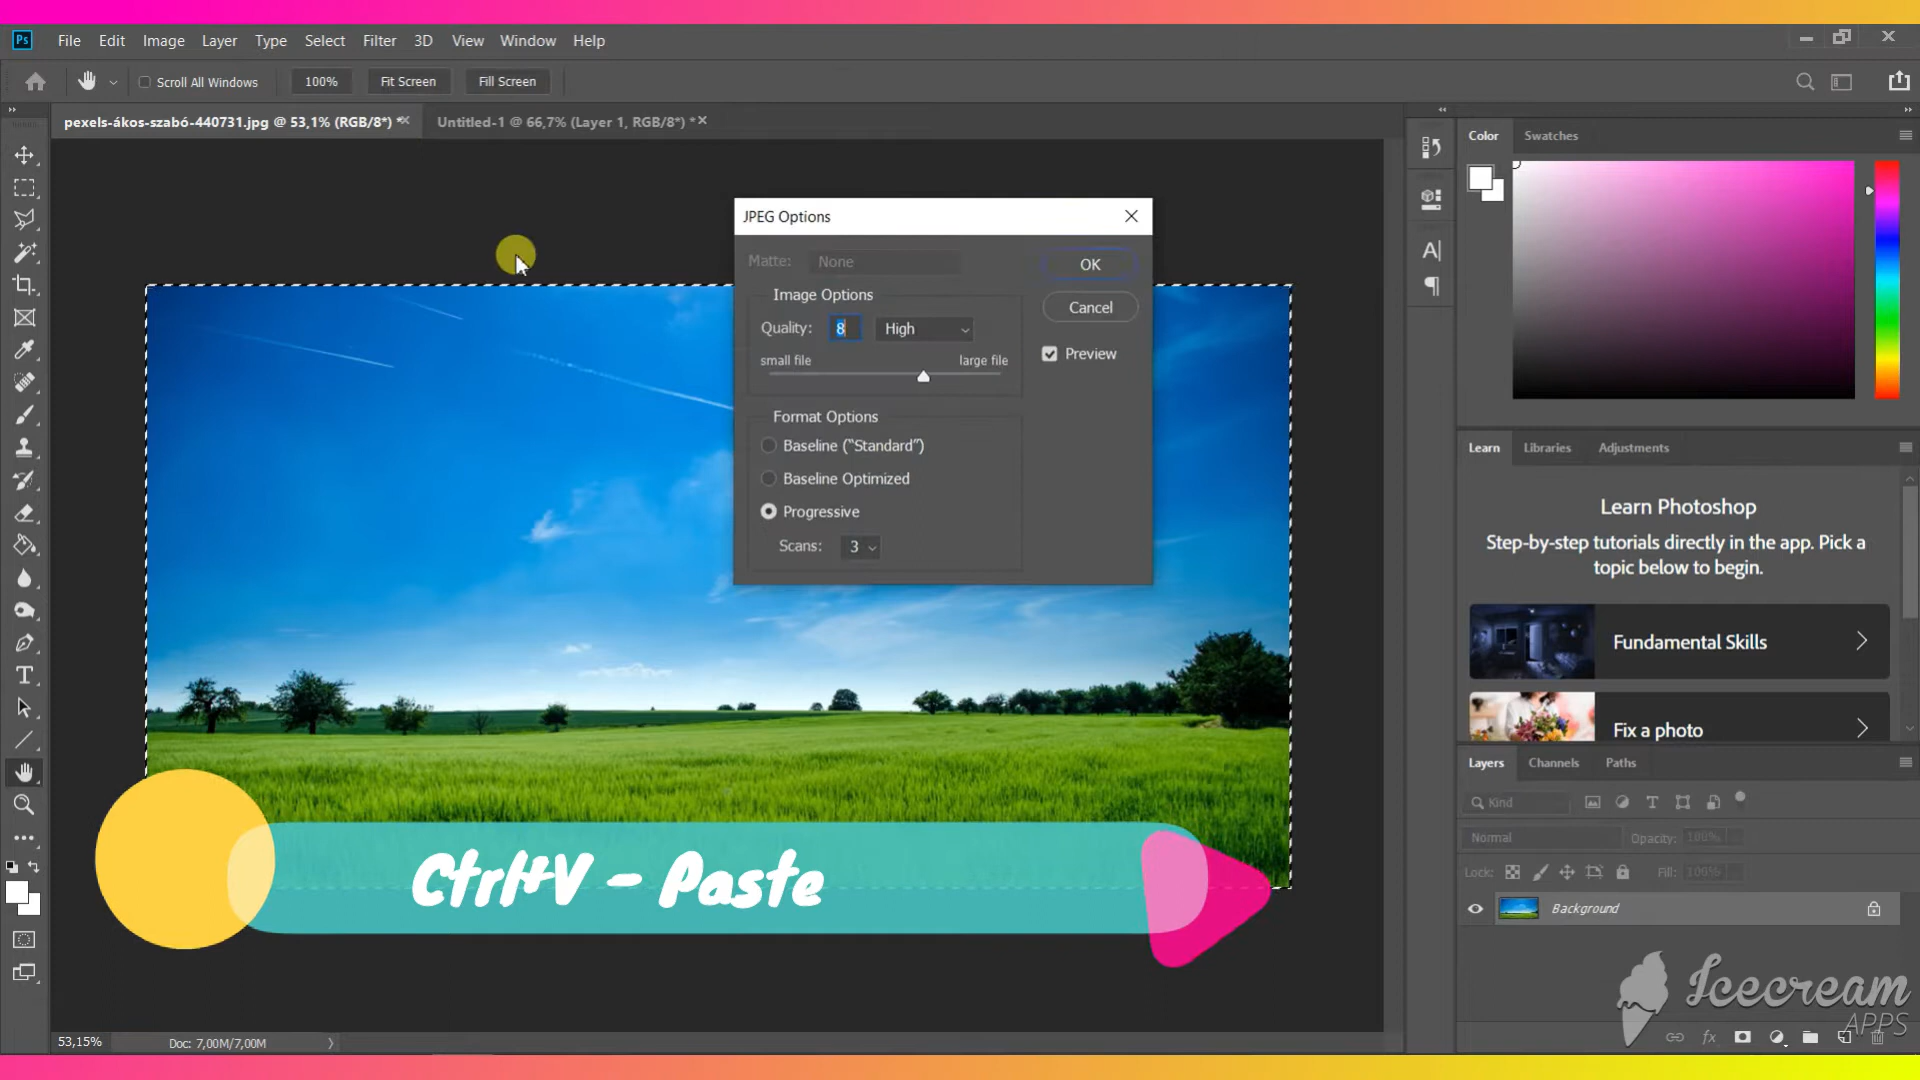 Ps File Edit Image Layer Type Select Filter 3D View Window Help
Scroll All Windows 100% Fit Screen Fill Screen
pexels-ákos-szabó-440731.jpg @ 53,1% (RGB/8*) * Untitled-1 @ 66,7% (Layer 1, RGB/8*) *
JPEG Options
Matte: None
OK
Image Options
Cancel
Quality: 8 High
Preview
small file large file
Format Options
Baseline ("Standard")
Baseline Optimized
Progressive
Scans: 3
Color Swatches
Learn Libraries Adjustments
Learn Photoshop
Step-by-step tutorials directly in the app. Pick a
topic below to begin.
Fundamental Skills
Fix a photo
Layers Channels Paths
Kind
Normal Opacity: 100%
Lock: Fill: 100%
Background
Ctrl+V - Paste
Icecream
APPS
fx
53,15% Doc: 7,00M/7,00M